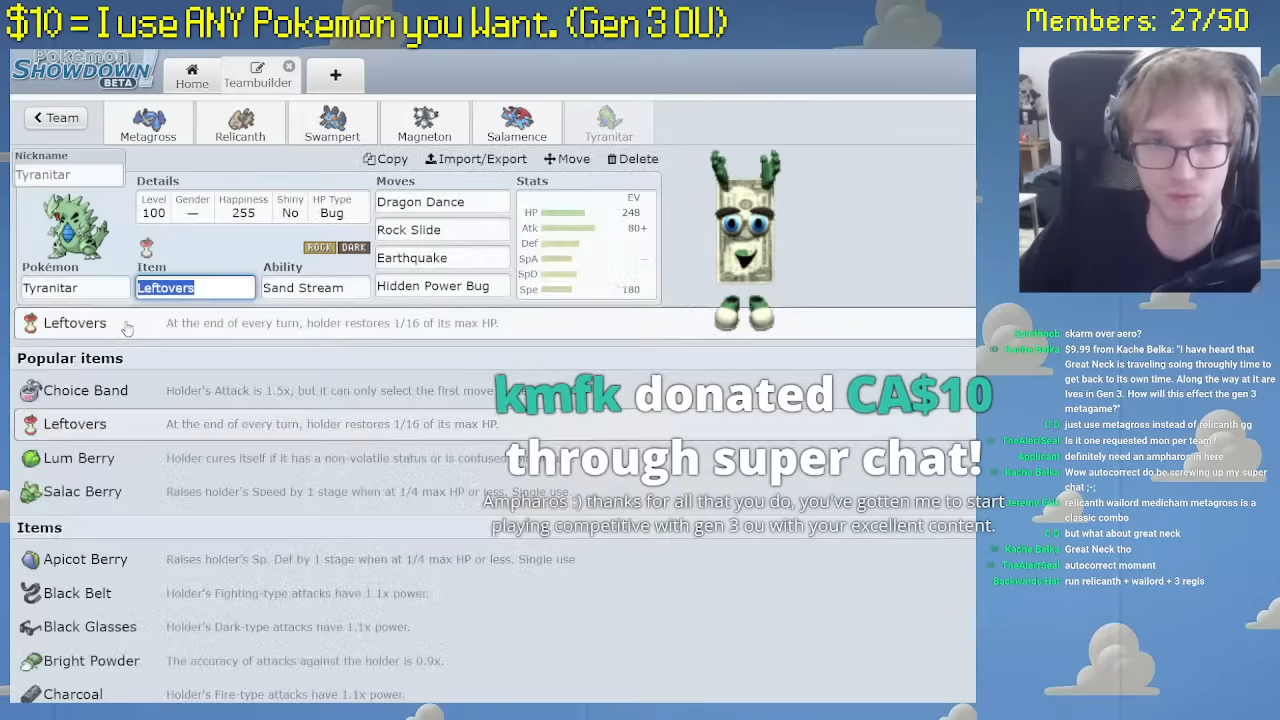 $10 = I use ANY Pokemon you Want. (Gen 3 OU)
Members: 27/50
Pokémon
SHOWDOWN!
BETA
Home
Teambuilder
+
Team
Metagross
Relicanth
Swampert
Magneton
Salamence
Tyranitar
Nickname
Tyranitar
Copy
Import/Export
Move
Delete
Details
Level
Gender
Happiness
Shiny
HP Type
100
—
255
No
Bug
ROCK
DARK
Pokémon
Tyranitar
Item
Leftovers
Ability
Sand Stream
Moves
Dragon Dance
Rock Slide
Earthquake
Hidden Power Bug
Stats
EV
HP 248
Atk 80+
Def
SpA
SpD
Spe 180
Leftovers At the end of every turn, holder restores 1/16 of its max HP.
Popular items
Choice Band Holder's Attack is 1.5x, but it can only select the first move
Leftovers At the end of every turn, holder restores 1/16 of its max HP.
Lum Berry Holder cures itself if it has a non-volatile status or is confused
Salac Berry Raises holder's Speed by 1 stage when at 1/4 max HP or less. Single use
Items
Apicot Berry Raises holder's Sp. Def by 1 stage when at 1/4 max HP or less. Single use
Black Belt Holder's Fighting-type attacks have 1.1x power.
Black Glasses Holder's Dark-type attacks have 1.1x power.
Bright Powder The accuracy of attacks against the holder is 0.9x.
Charcoal Holder's Fire-type attacks have 1.1x power.
kmfk donated CA$10
through super chat!
Ampharos :) thanks for all that you do, you've gotten me to start
playing competitive with gen 3 ou with your excellent content.
skarm over aero?
Kache Belka $9.99 from Kache Belka: "I have heard that
Great Neck is traveling soing throughly time to
get back to its own time. Along the way at it are
lves in Gen 3. How will this effect the gen 3
metagame?"
just use metagross instead of relicanth gg
TheAlertSeal Is it one requested mon per team?
Applicant definitely need an ampharos in here
Kache Belka Wow autocorrect do be screwing up my super
chat ;-;
relicanth wailord medicham metagross is a
classic combo
but what about great neck
Kache Belka Great Neck tho
TheAlertSeal autocorrect moment
Backwards Hat run relicanth + wailord + 3 regis